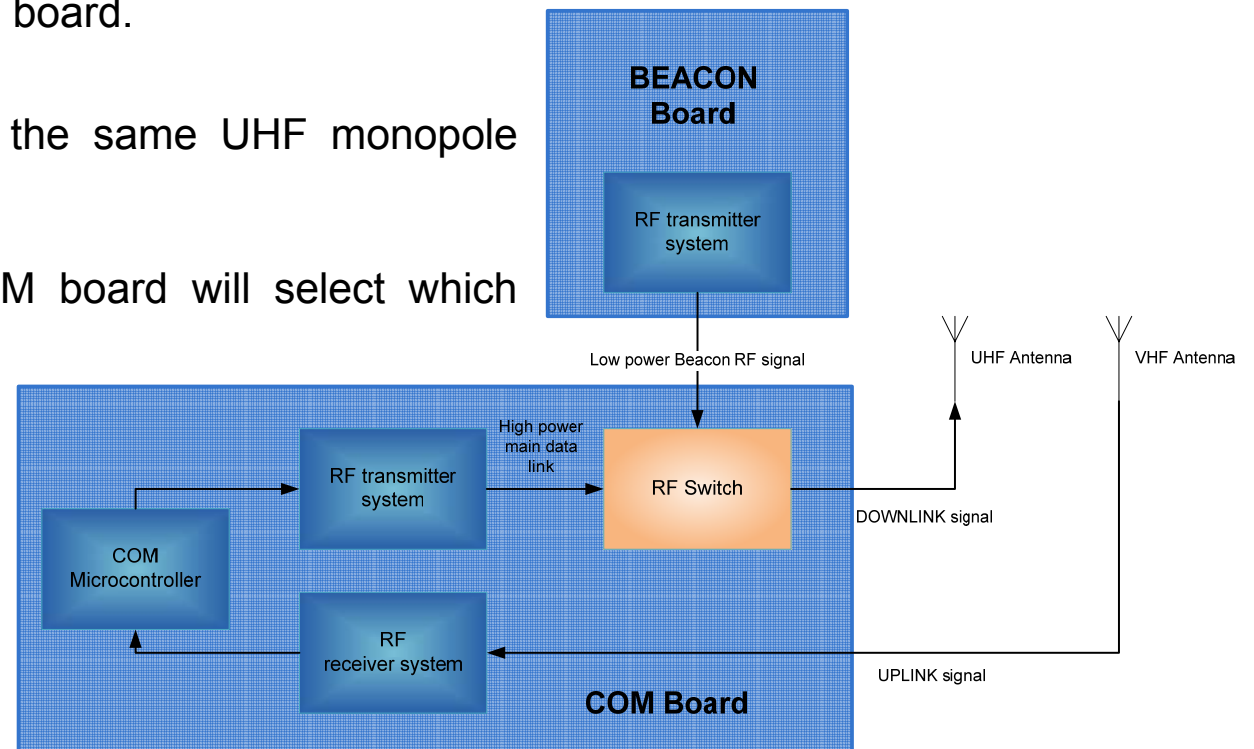 board.
the same UHF monopole
M board will select which
BEACON
Board
RF transmitter
system
Low power Beacon RF signal
UHF Antenna
VHF Antenna
High power
main data
link
RF transmitter
system
RF Switch
DOWNLINK signal
COM
Microcontroller
RF
receiver system
UPLINK signal
COM Board